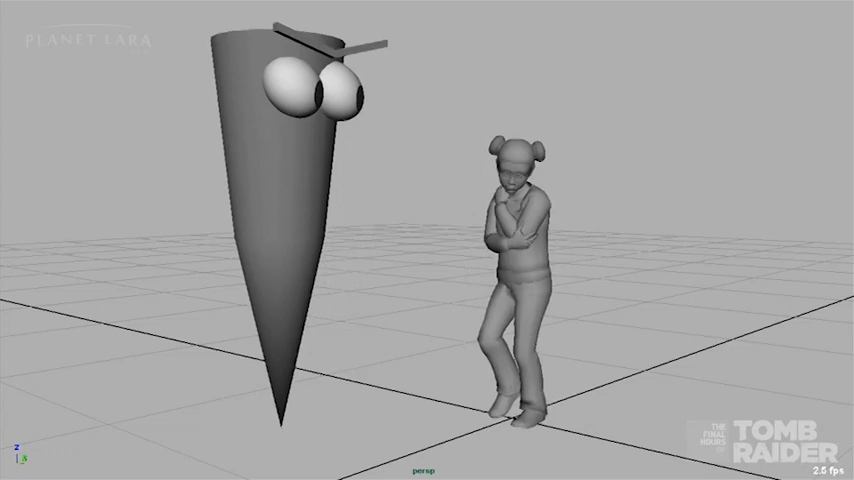 PLANET LARA
THE
FINAL
HOURS
OF
TOMB
RAIDER
2.5 fps
persp
z